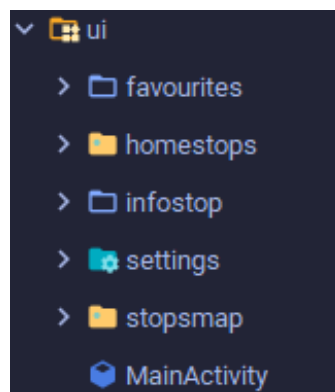 ui
favourites
homestops
infostop
settings
stopsmap
MainActivity